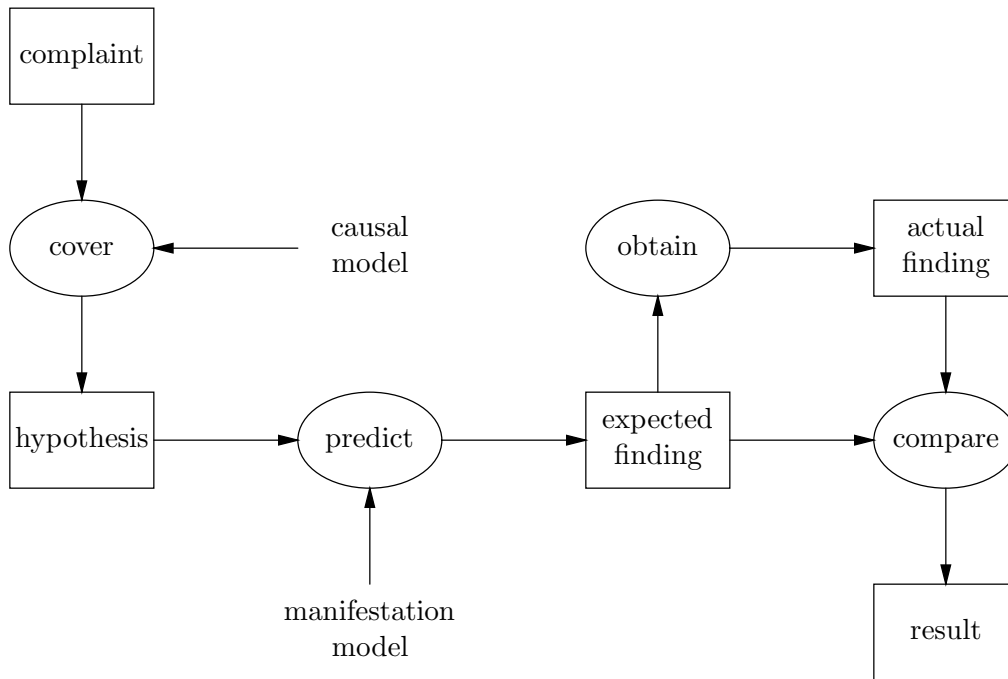 complaint
cover
causal
model
obtain
actual
finding
hypothesis
predict
expected
finding
compare
manifestation
model
result